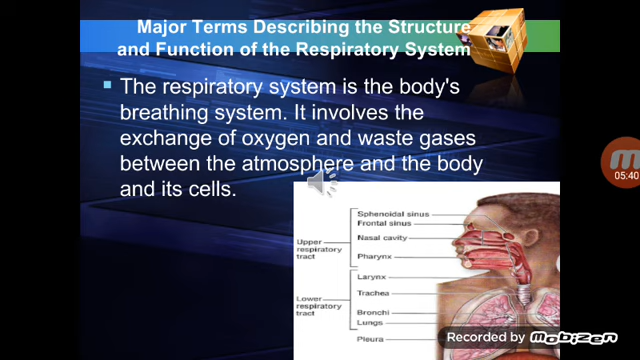 Major Terms Describing the Structure
and Function of the Respiratory System
The respiratory system is the body's
breathing system. It involves the
exchange of oxygen and waste gases
between the atmosphere and the body
and its cells.
Sphenoidal sinus
Frontal sinus
Nasal cavity
Upper
respiratory
tract
Pharynx
Larynx
Trachea
Lower
respiratory
tract
Bronchi
Lungs
Pleura
05:40
Recorded by mobizen